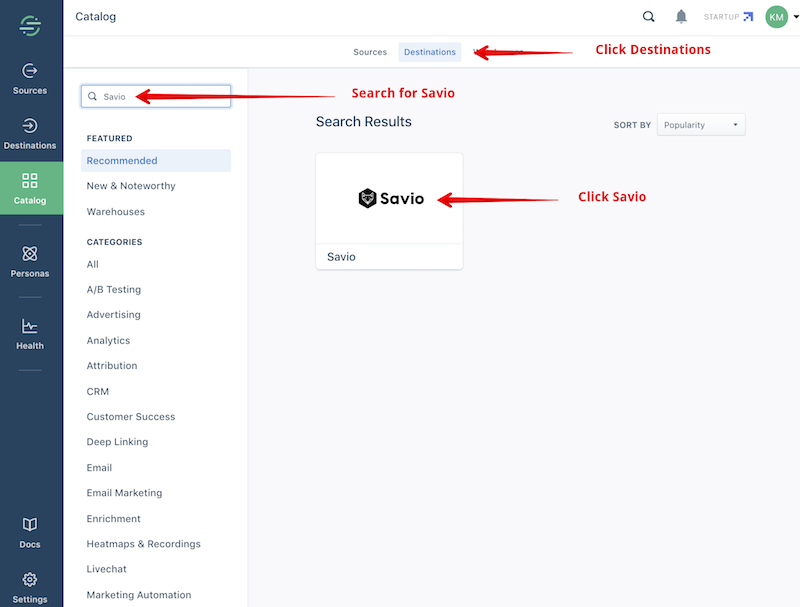 Catalog
STARTUP
KM
Sources
Destinations
Click Destinations
Sources
Destinations
Catalog
Personas
Health
Docs
Settings
Savio
Search for Savio
FEATURED
Recommended
New & Noteworthy
Warehouses
CATEGORIES
All
A/B Testing
Advertising
Analytics
Attribution
CRM
Customer Success
Deep Linking
Email
Email Marketing
Enrichment
Heatmaps & Recordings
Livechat
Marketing Automation
Search Results
SORT BY
Popularity
Savio
Click Savio
Savio